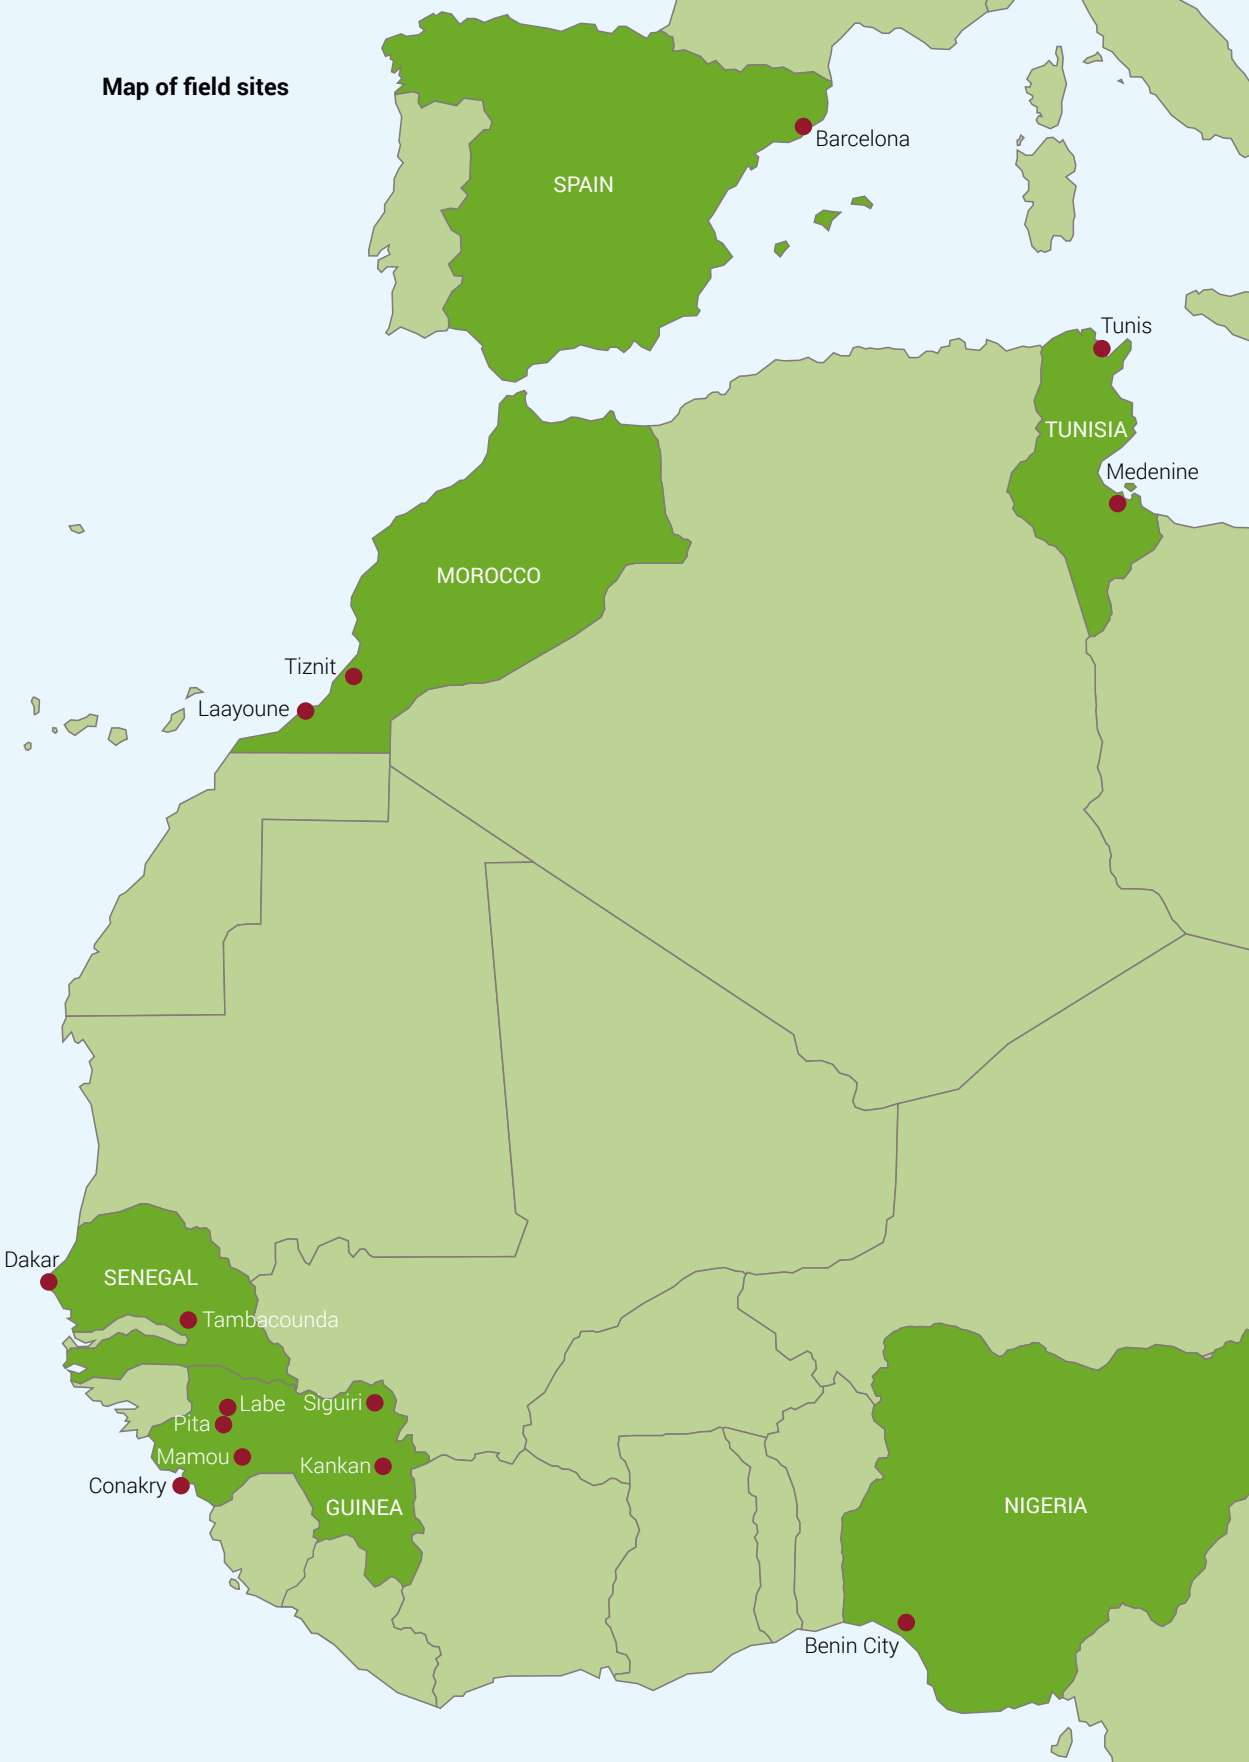 Map of field sites
Barcelona
SPAIN
Tunis
TUNISIA
Medenine
MOROCCO
Tiznit
Laayoune
Dakar
SENEGAL
Tambacounda
Labe
Siguiri
Pita
Mamou
Kankan
Conakry
GUINEA
NIGERIA
Benin City